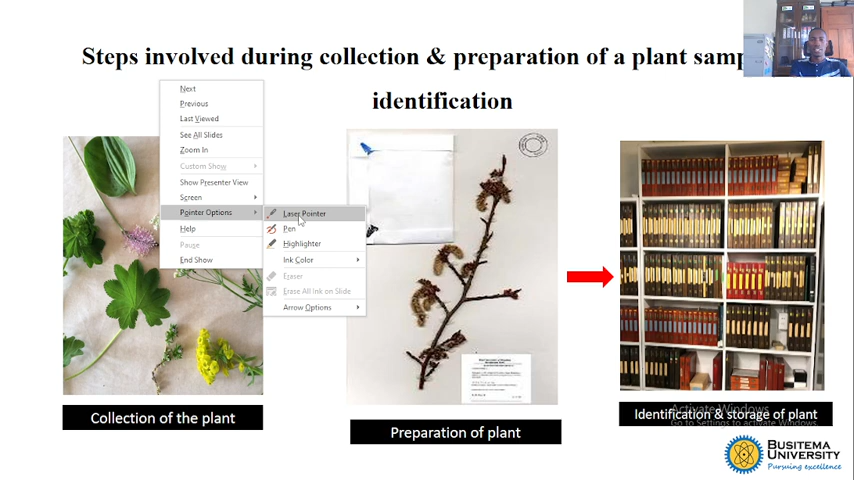 Steps involved during collection & preparation of a plant
identification
Next
Previous
Last Viewed
See All Slides
Zoom In
Custom Show
Show Presenter View
Screen
Pointer Options
Help
Pause
End Show
Laser Pointer
Pen
Highlighter
Ink Color
Eraser
Erase All Ink on Slide
Arrow Options
Collection of the plant
Preparation of plant
Identification & storage of plant
Activate Windows
Go to Settings to activate Windows.
BUSITEMA
UNIVERSITY
Pursuing excellence